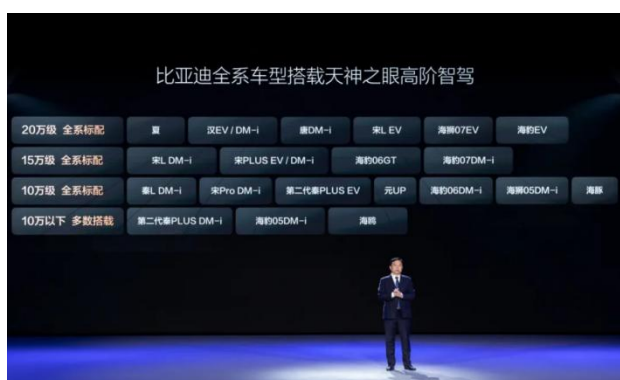 比亚迪全系车型搭载天神之眼高阶智驾
20万级 全系标配 夏 汉EV / DM-i 唐DM-i 宋L EV 海狮07EV 海豹EV
15万级 全系标配 宋L DM-i 宋PLUS EV / DM-i 海豹06GT 海豹07DM-i
10万级 全系标配 秦L DM-i 宋Pro DM-i 第二代秦PLUS EV 元UP 海豹06DM-i 海狮05DM-i 海豚
10万以下 多数搭载 第二代秦PLUS DM-i 海豹05DM-i 海鸥